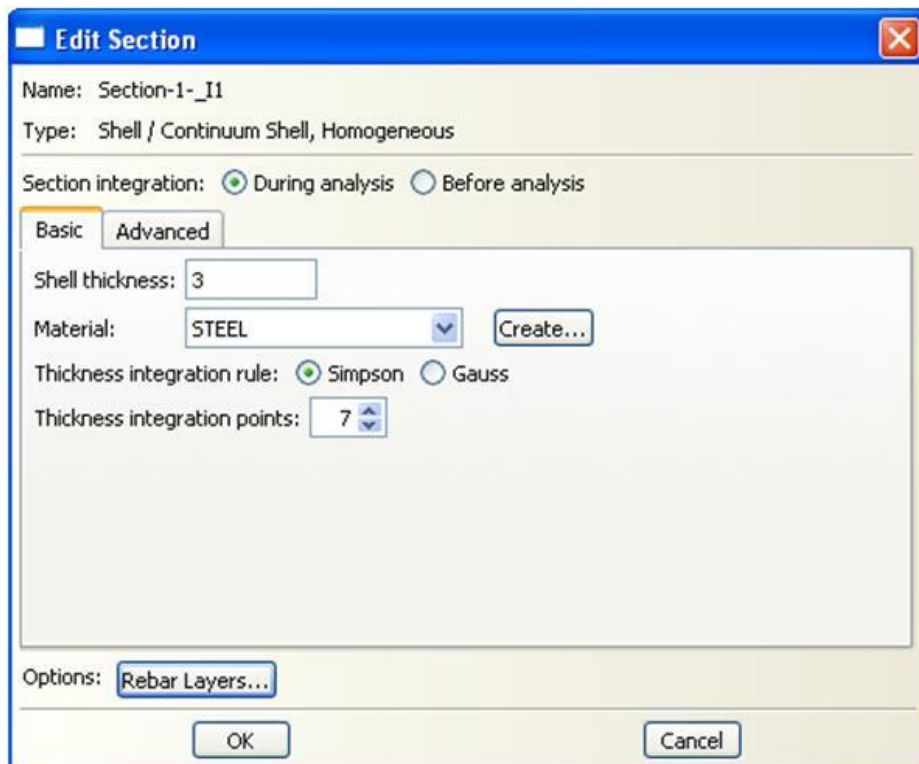 Edit Section
Name: Section-1-_I1
Type: Shell / Continuum Shell, Homogeneous
Section integration: During analysis Before analysis
Basic Advanced
Shell thickness: 3
Material: STEEL Create...
Thickness integration rule: Simpson Gauss
Thickness integration points: 7
Options: Rebar Layers...
OK Cancel